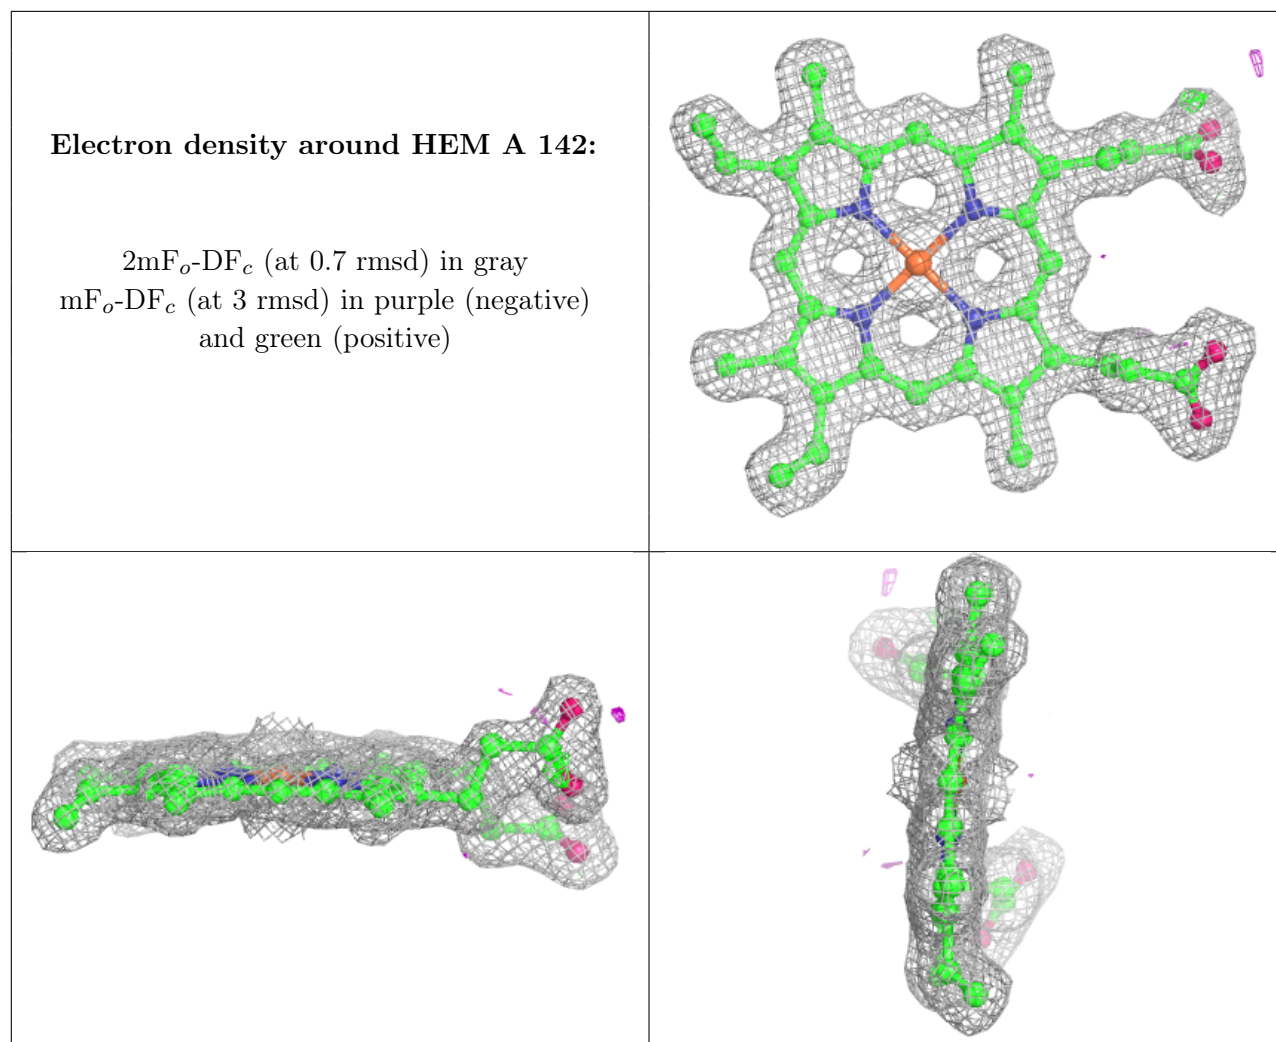 Electron density around HEM A 142:
2mFₒ-DF𝒸 (at 0.7 rmsd) in gray
mFₒ-DF𝒸 (at 3 rmsd) in purple (negative)
and green (positive)